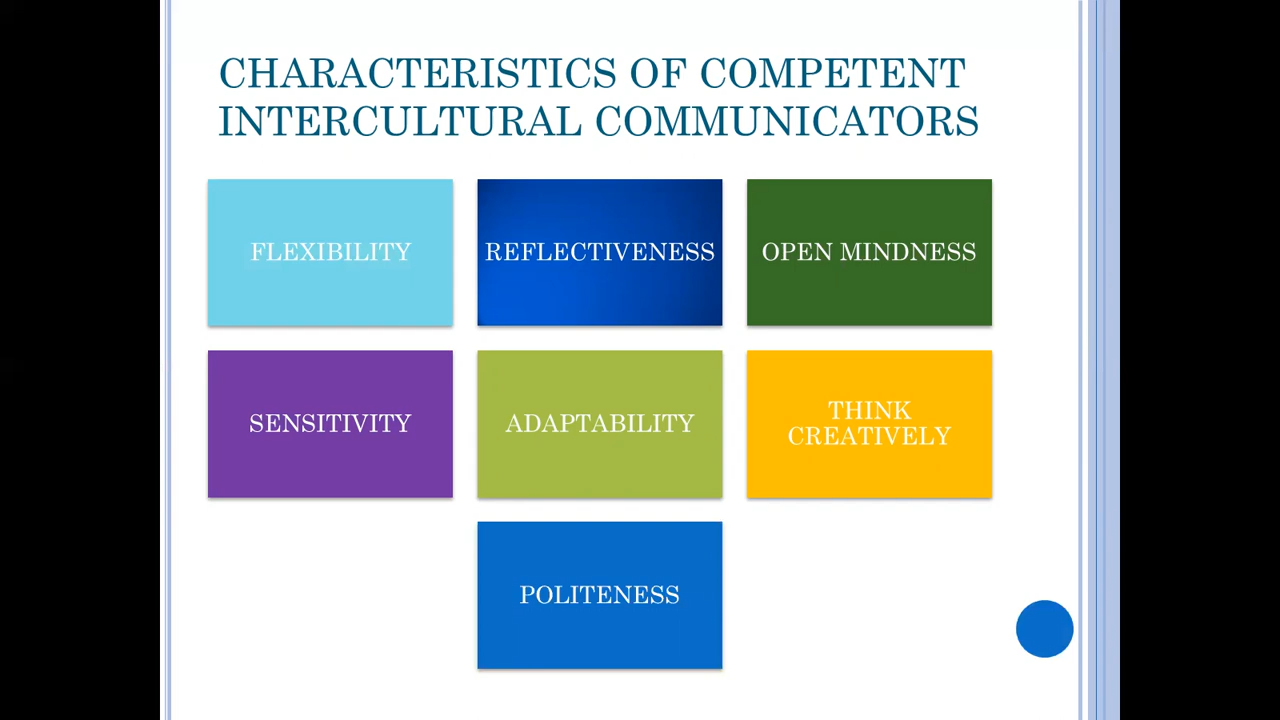 CHARACTERISTICS OF COMPETENT
INTERCULTURAL COMMUNICATORS
FLEXIBILITY
REFLECTIVENESS
OPEN MINDNESS
SENSITIVITY
ADAPTABILITY
THINK
CREATIVELY
POLITENESS